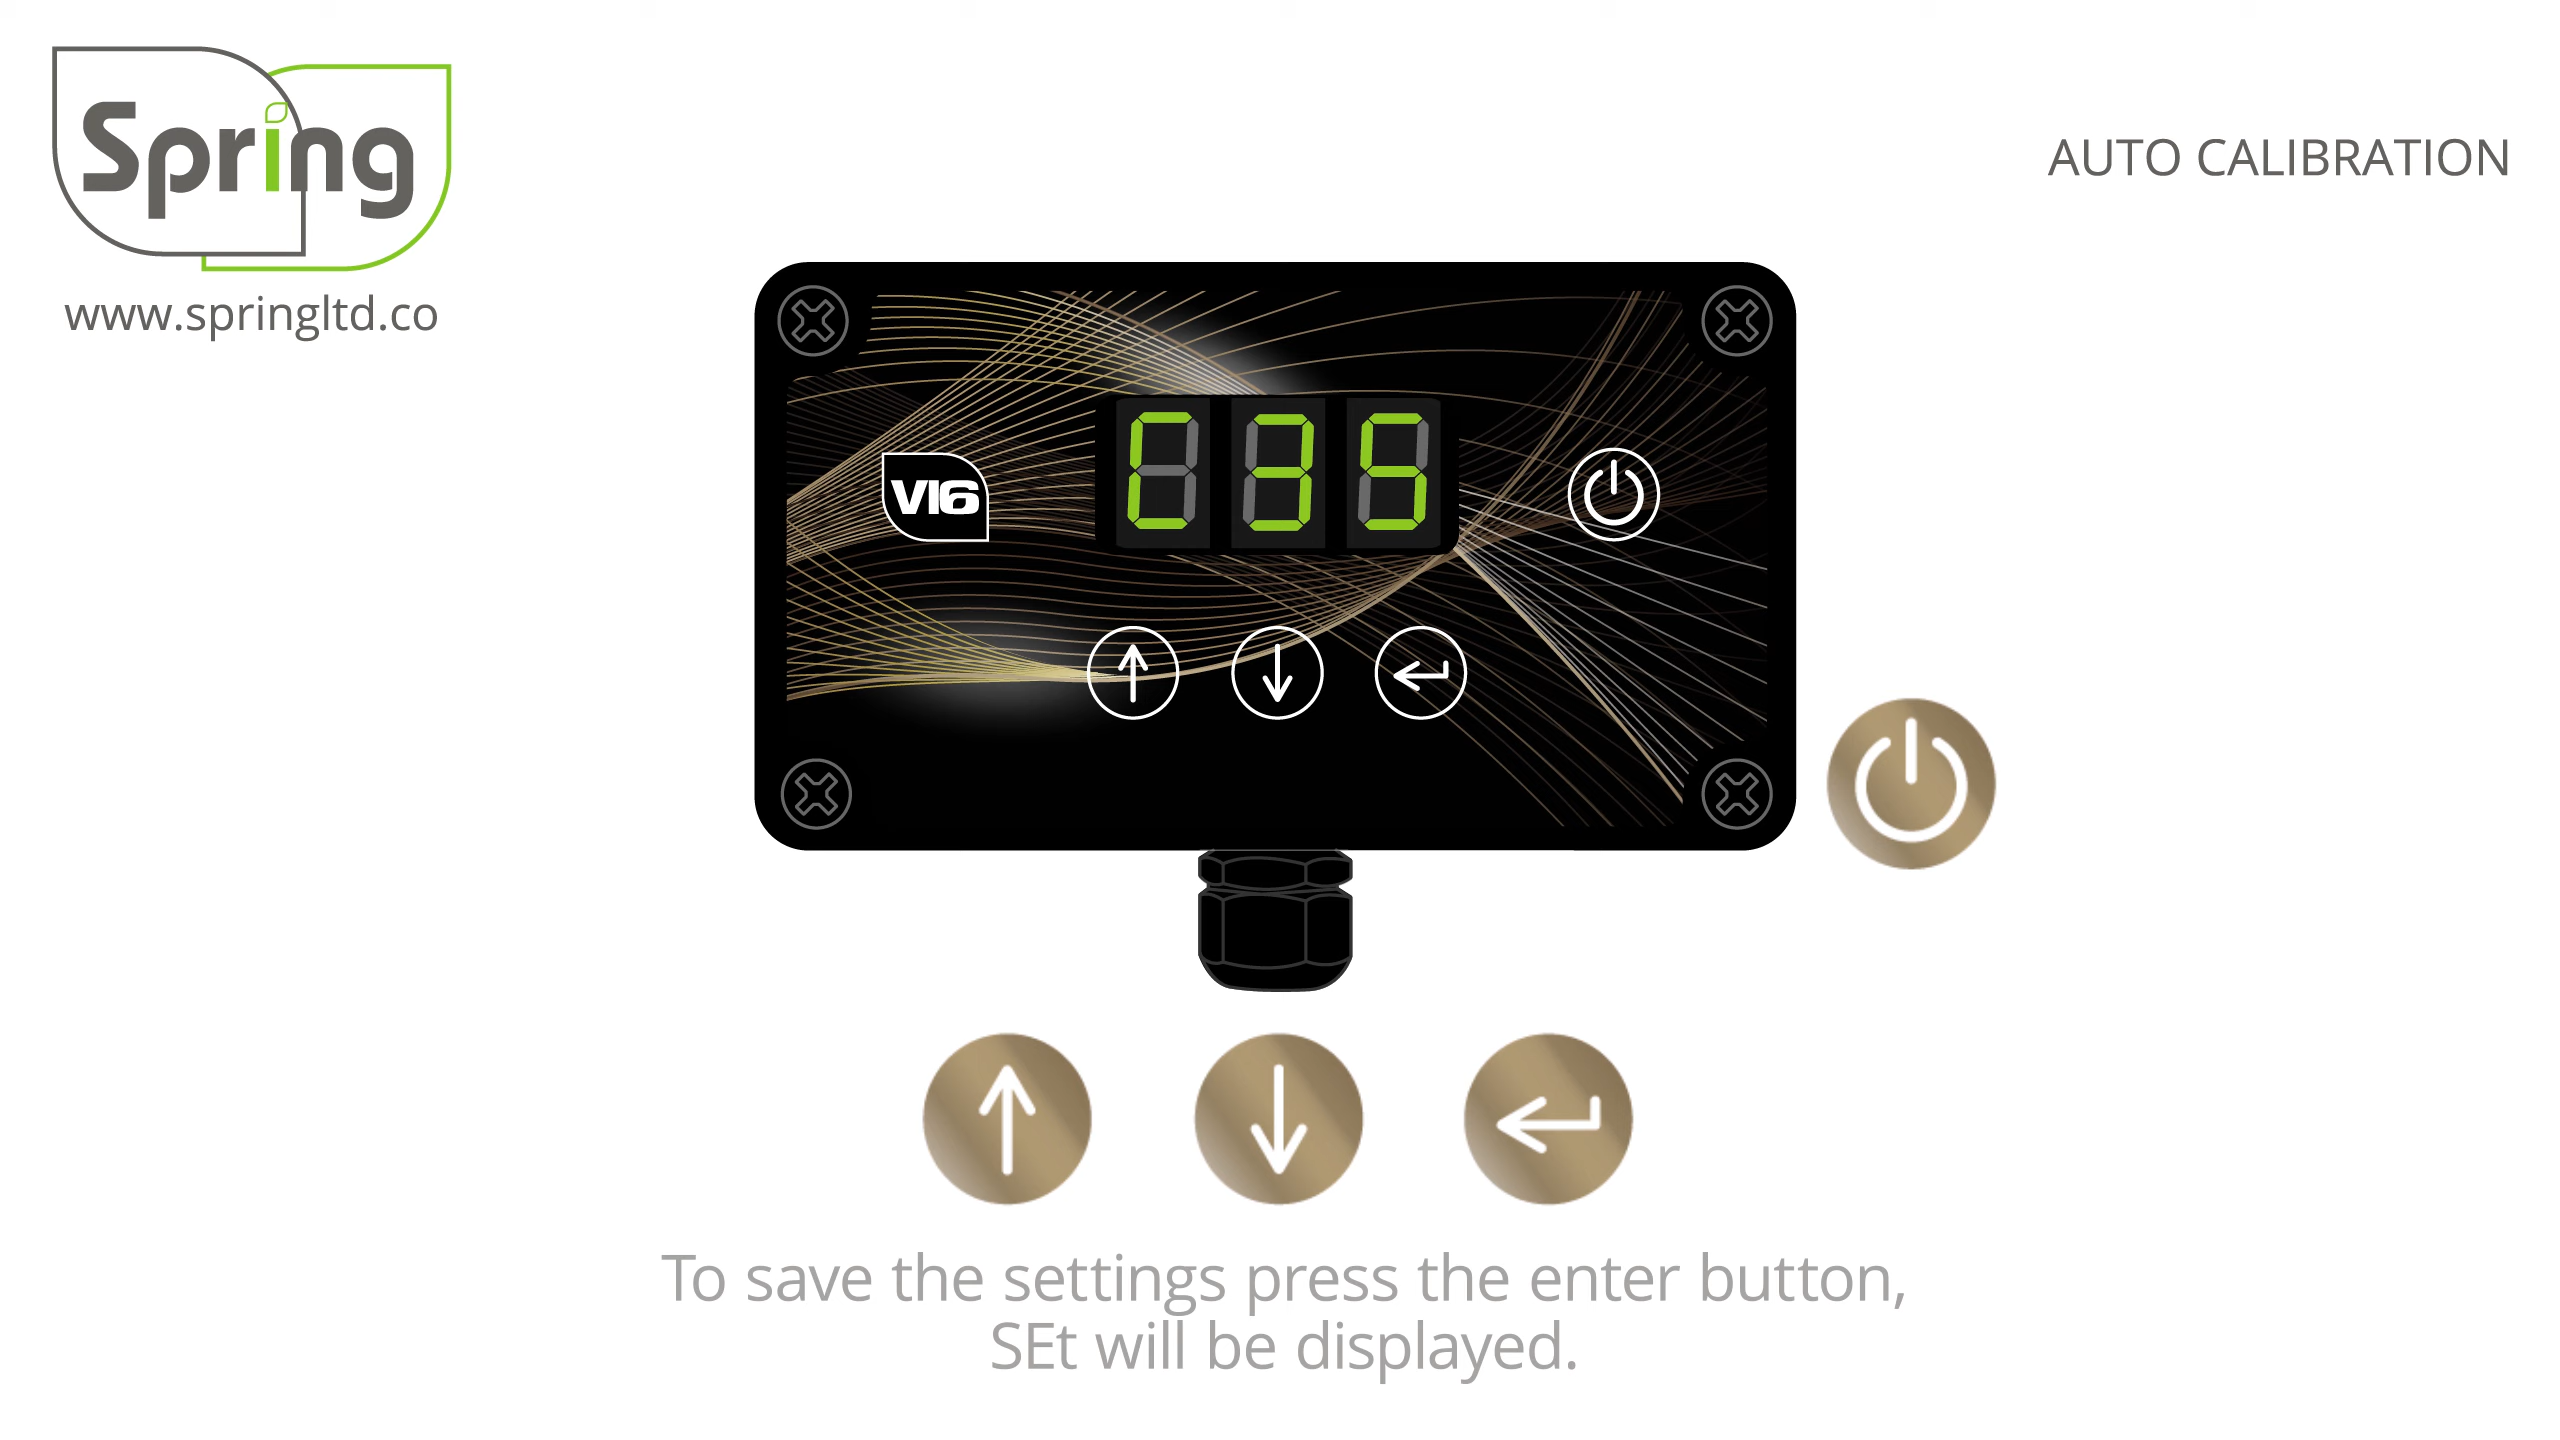 Spring
www.springltd.co
AUTO CALIBRATION
V16
C35
To save the settings press the enter button,
SEt will be displayed.